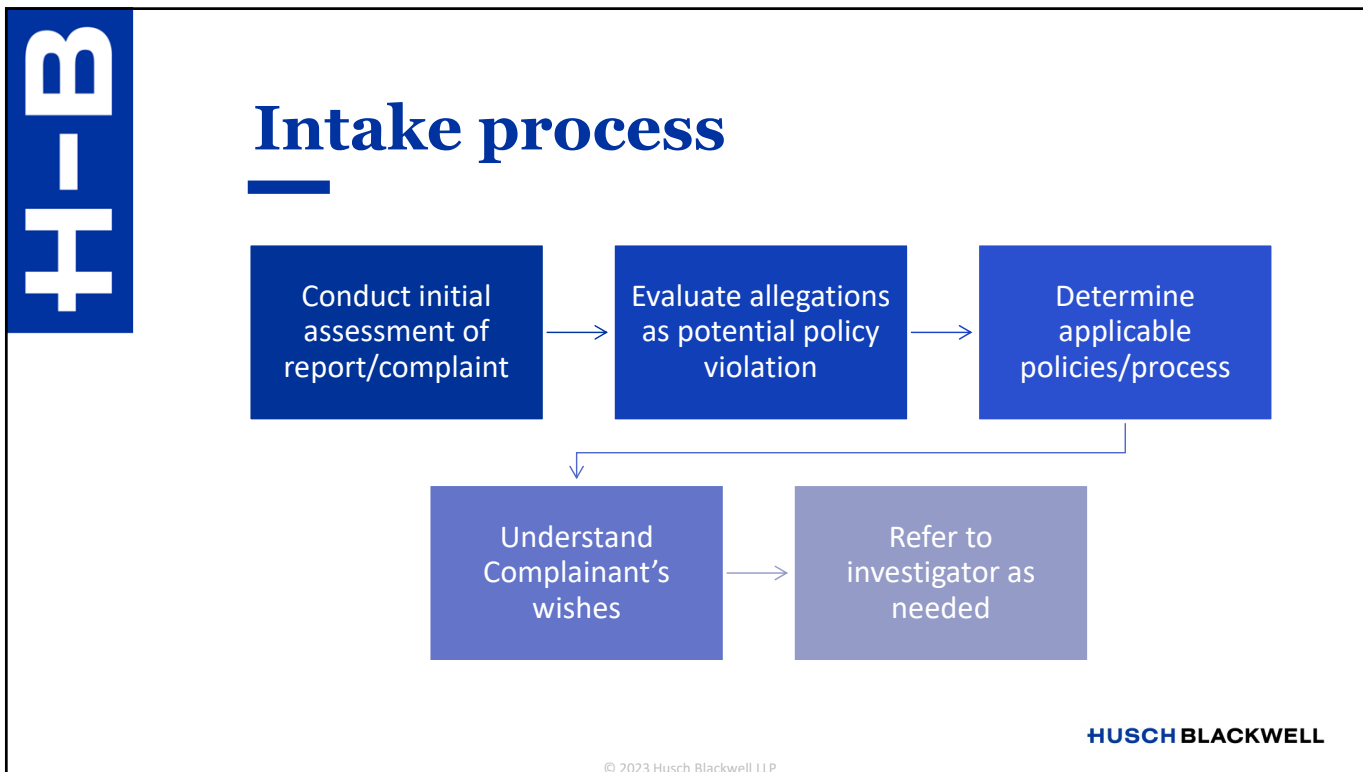 H-B
Intake process
Conduct initial
assessment of
report/complaint
Evaluate allegations
as potential policy
violation
Determine
applicable
policies/process
Understand
Complainant's
wishes
Refer to
investigator as
needed
HUSCH BLACKWELL
© 2023 Husch Blackwell LLP